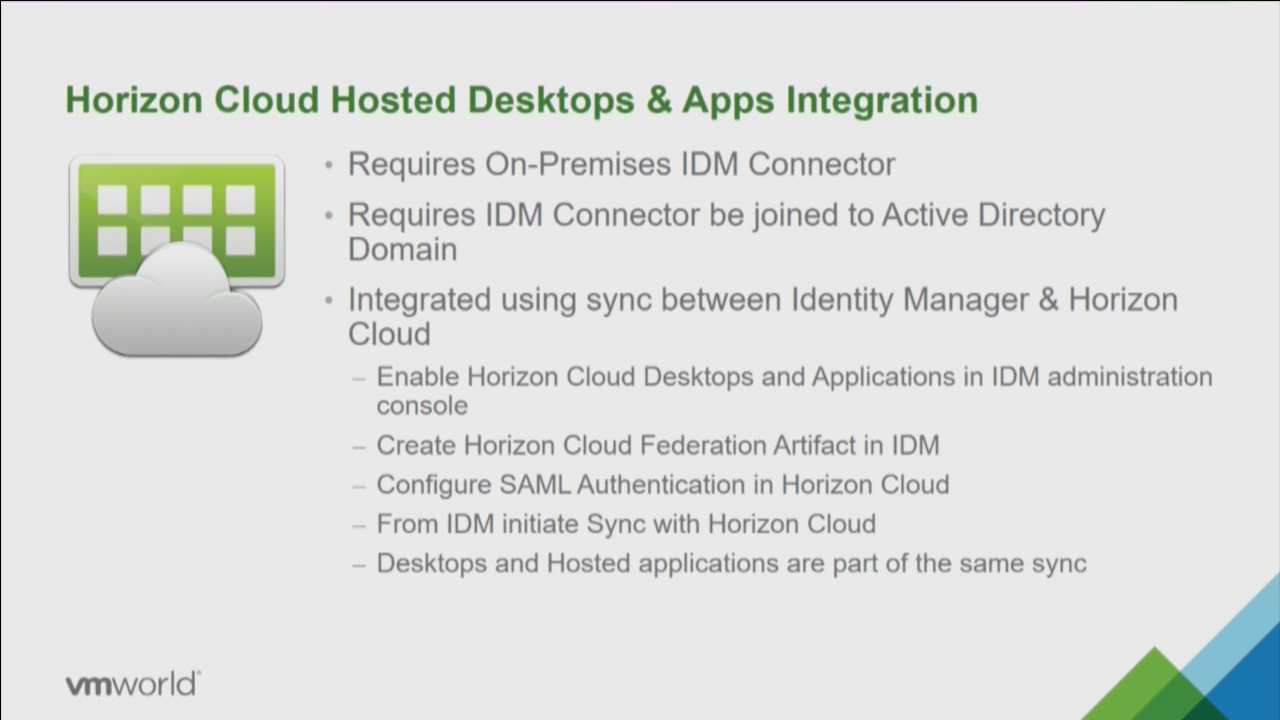 Horizon Cloud Hosted Desktops & Apps Integration
• Requires On-Premises IDM Connector
• Requires IDM Connector be joined to Active Directory
Domain
• Integrated using sync between Identity Manager & Horizon
Cloud
– Enable Horizon Cloud Desktops and Applications in IDM administration
console
– Create Horizon Cloud Federation Artifact in IDM
– Configure SAML Authentication in Horizon Cloud
– From IDM initiate Sync with Horizon Cloud
– Desktops and Hosted applications are part of the same sync
vmworld®